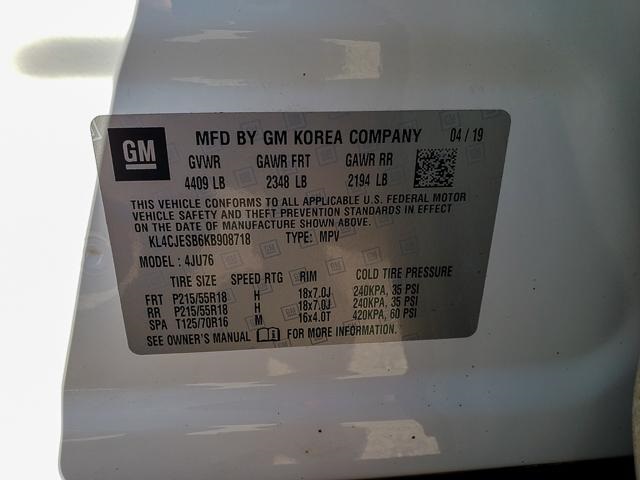 GM
MFD BY GM KOREA COMPANY 04 / 19
GVWR GAWR FRT GAWR RR
4409 LB 2348 LB 2194 LB
THIS VEHICLE CONFORMS TO ALL APPLICABLE U.S. FEDERAL MOTOR
VEHICLE SAFETY AND THEFT PREVENTION STANDARDS IN EFFECT
ON THE DATE OF MANUFACTURE SHOWN ABOVE.
KL4CJESB6KB908718 TYPE: MPV
MODEL : 4JU76
TIRE SIZE SPEED RTG RIM COLD TIRE PRESSURE
FRT P215/55R18 H 18x7.0J 240KPA, 35 PSI
RR P215/55R18 H 18x7.0J 240KPA, 35 PSI
SPA T125/70R16 M 16x4.0T 420KPA, 60 PSI
SEE OWNER'S MANUAL FOR MORE INFORMATION.